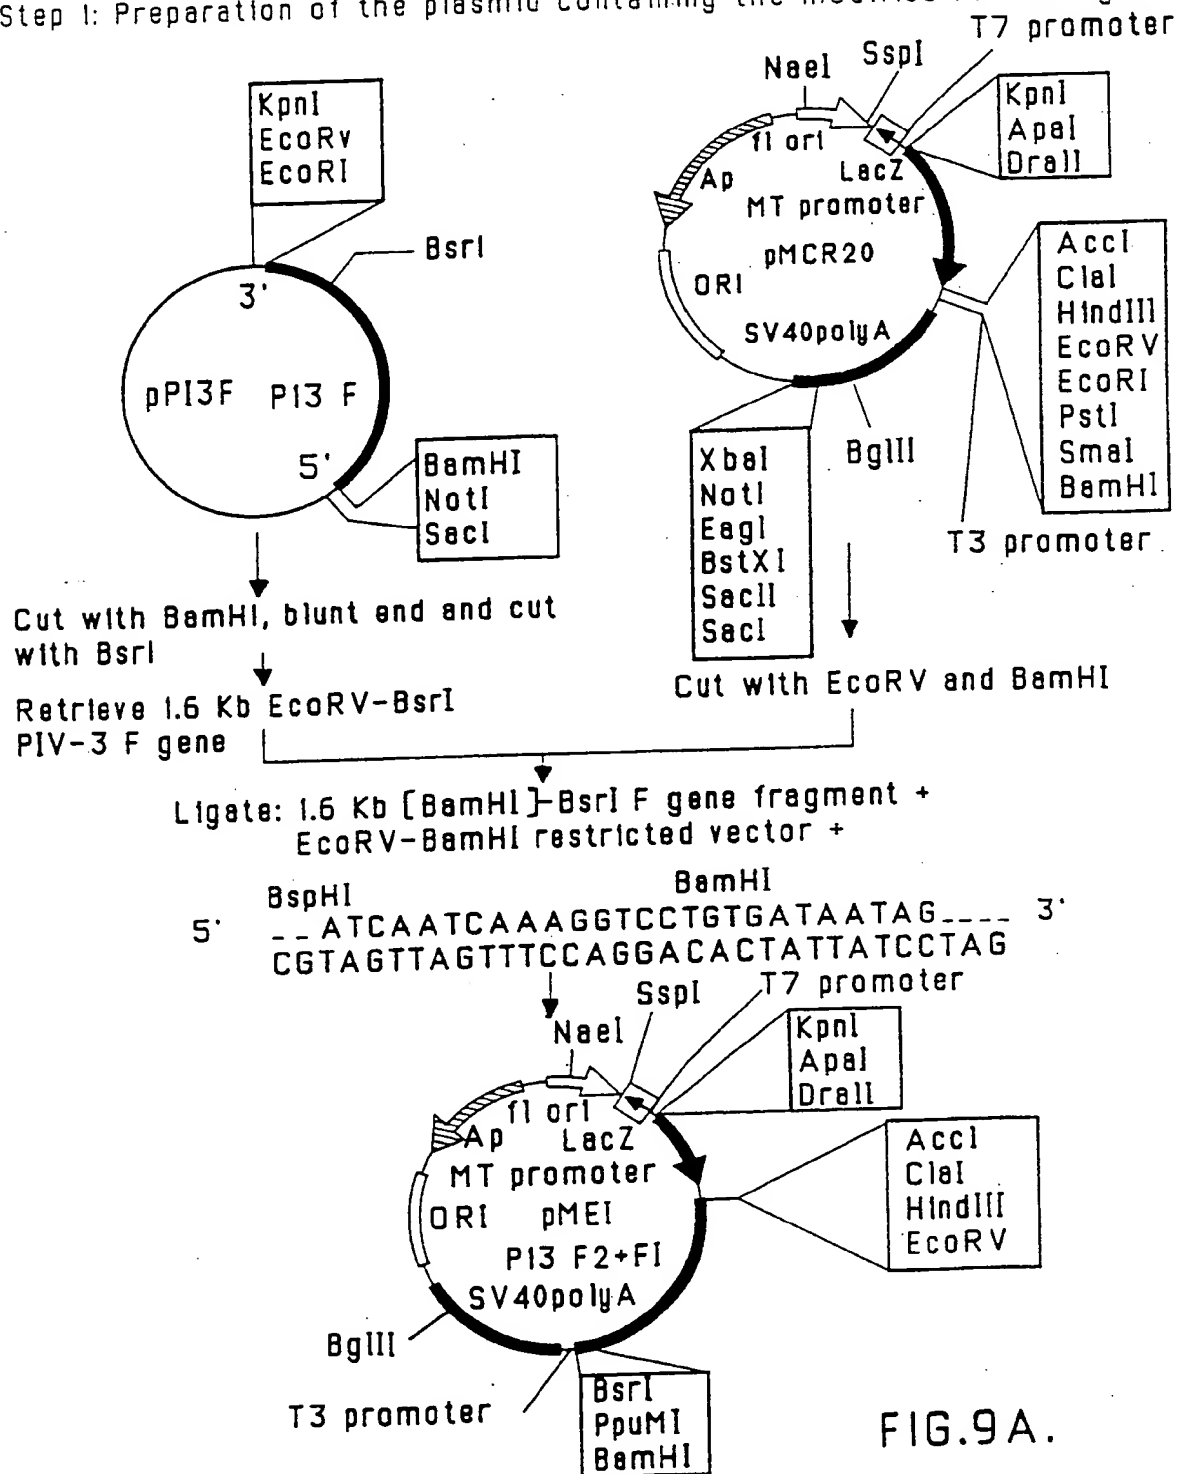 Step 1: Preparation of the plasmid containing the modified
T7 promoter
NaeI
SspI
KpnI
EcoRV
EcoRI
KpnI
ApaI
DraII
f1 ori
LacZ
Ap
MT promoter
pMCR20
ORI
SV40polyA
BsrI
3'
pPI3F
PI3 F
5'
BamHI
NotI
SacI
AccI
ClaI
HindIII
EcoRV
EcoRI
PstI
SmaI
BamHI
BglII
T3 promoter
XbaI
NotI
EagI
BstXI
SacII
SacI
Cut with BamHI, blunt end and cut
with BsrI
Retrieve 1.6 Kb EcoRV-BsrI
PIV-3 F gene
Cut with EcoRV and BamHI
Ligate: 1.6 Kb [BamHI]-BsrI F gene fragment +
EcoRV-BamHI restricted vector +
BspHI
BamHI
5' -- ATCAATCAAAGGTCCTGTGATAATAG---- 3'
CGTAGTTAGTTTCCAGGACACTATTATCCTAG
SspI
T7 promoter
NaeI
KpnI
ApaI
DraII
f1 ori
Ap
LacZ
MT promoter
ORI
pMEI
PI3 F2+FI
SV40polyA
AccI
ClaI
HindIII
EcoRV
BglII
T3 promoter
BsrI
PpuMI
BamHI
FIG.9A.